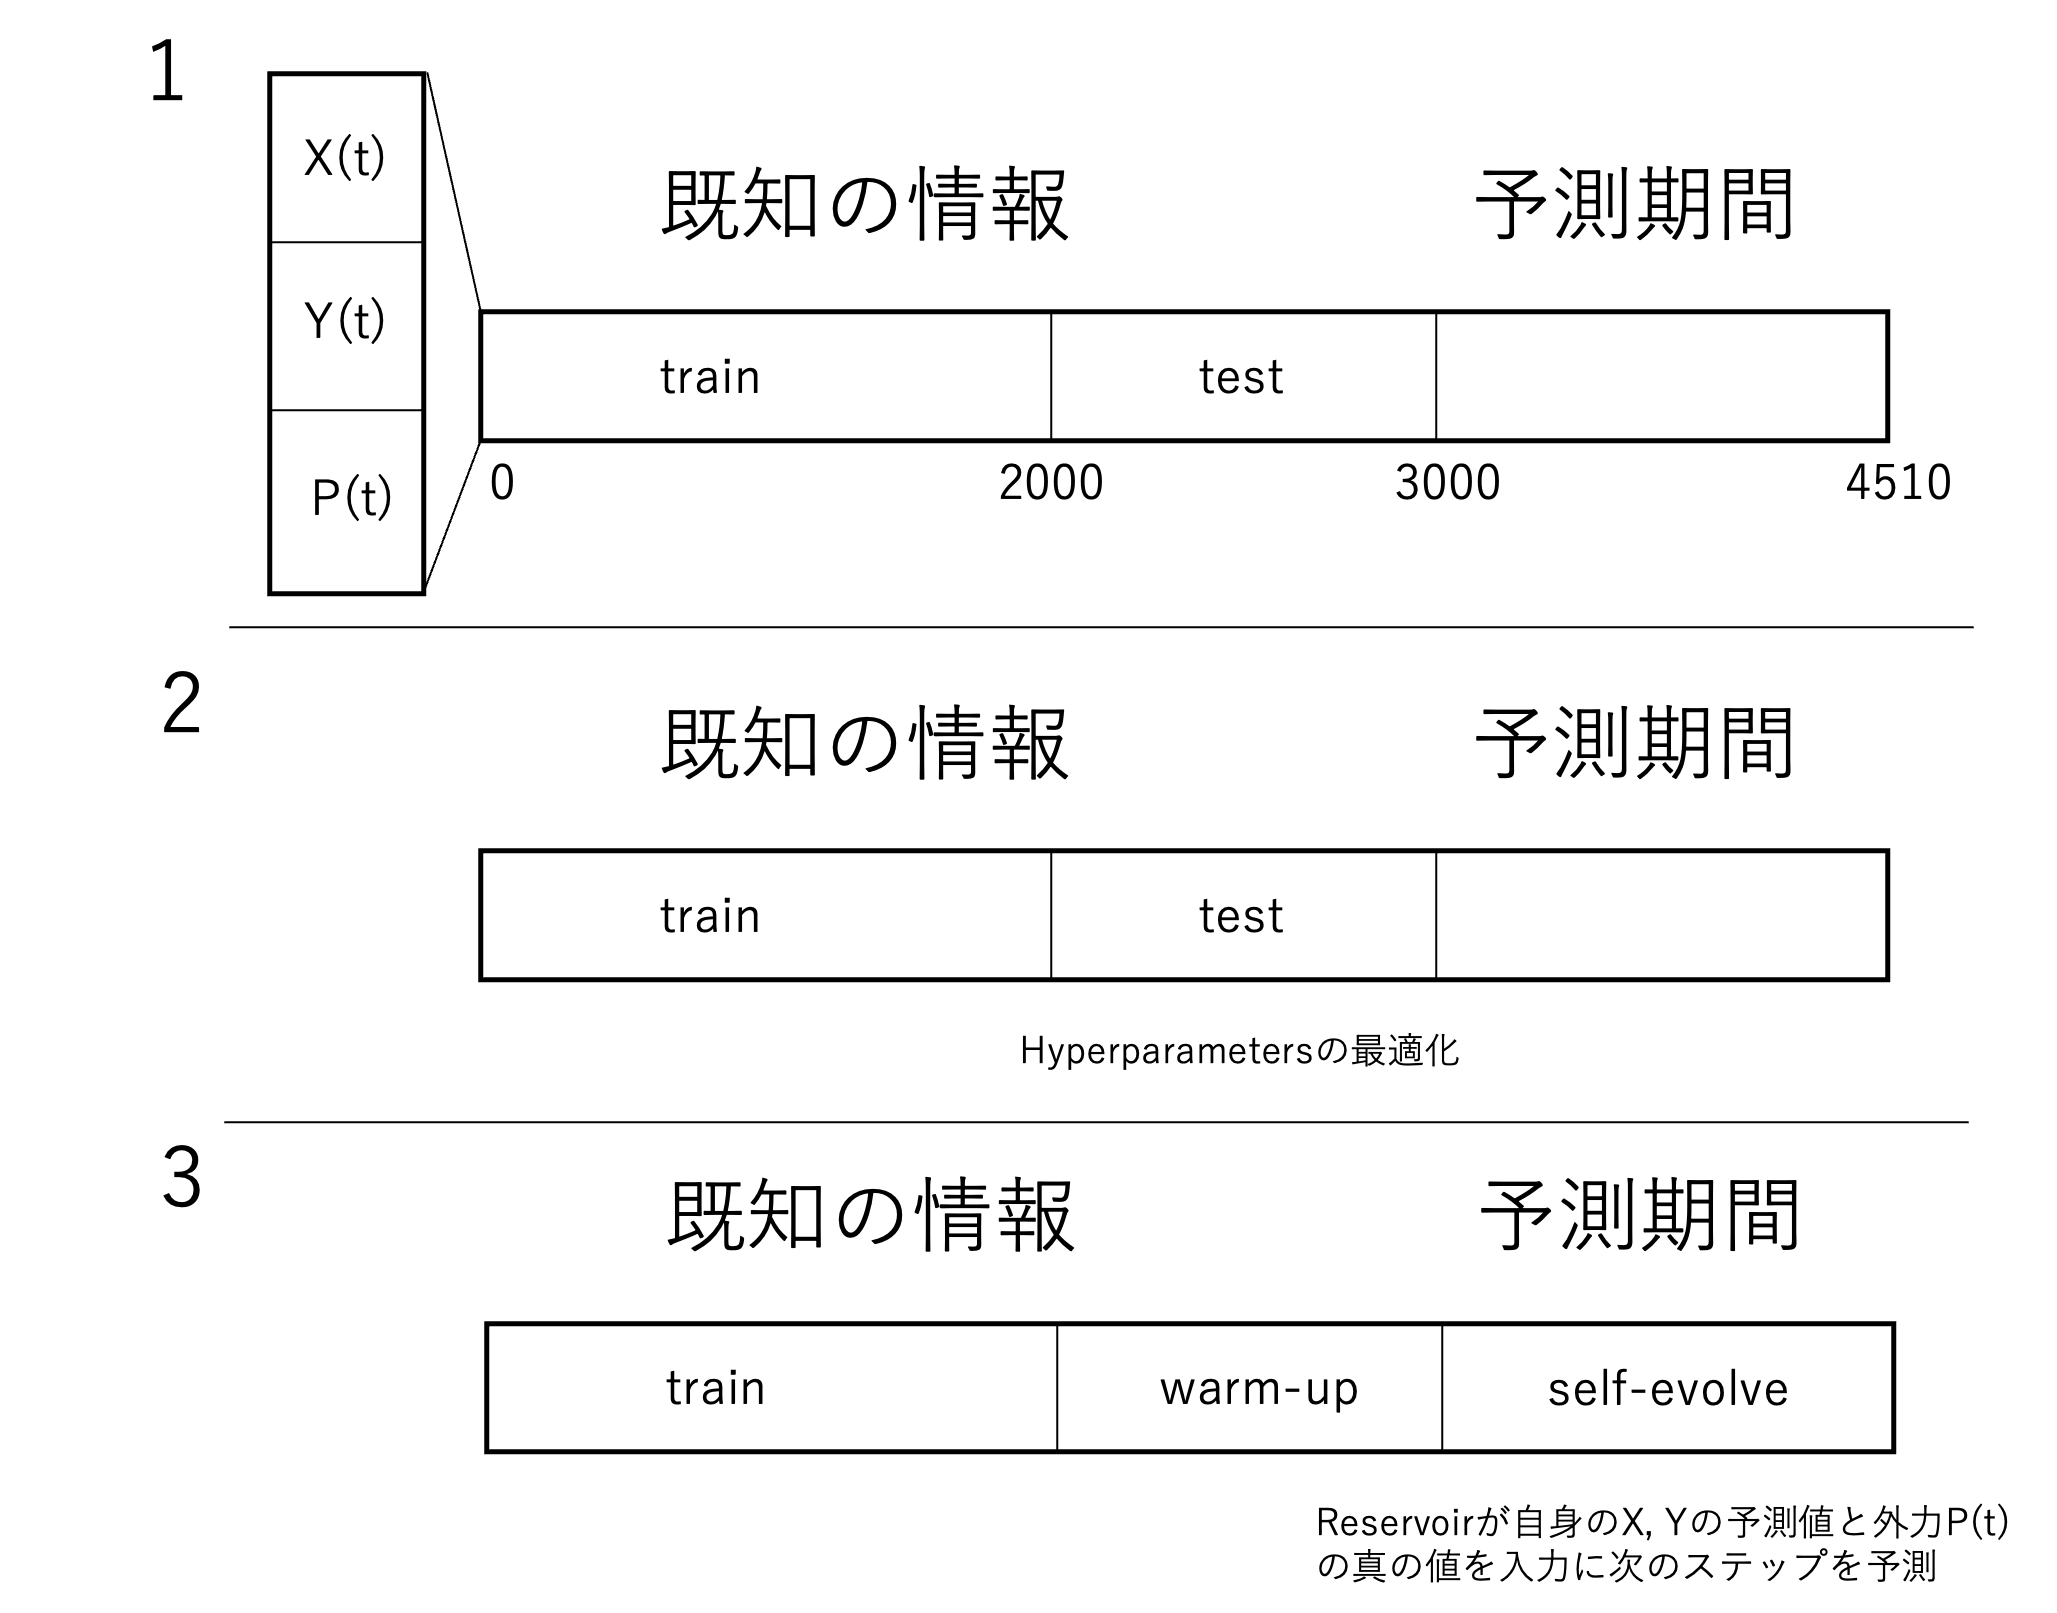 1
X(t)
Y(t)
P(t)
既知の情報
予測期間
train
test
0
2000
3000
4510
2
既知の情報
予測期間
train
test
Hyperparametersの最適化
3
既知の情報
予測期間
train
warm-up
self-evolve
Reservoirが自身のX, Yの予測値と外力P(t)
の真の値を入力に次のステップを予測